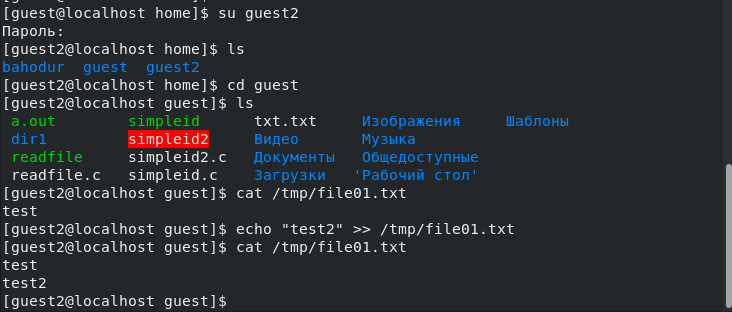 [guest@localhost home]$ su guest2
Пароль:
[guest2@localhost home]$ ls
bahodur  guest  guest2
[guest2@localhost home]$ cd guest
[guest2@localhost guest]$ ls
a.out  simpleid  txt.txt  Изображения  Шаблоны
dir1  simpleid2  Видео  Музыка
readfile  simpleid2.c  Документы  Общедоступные
readfile.c  simpleid.c  Загрузки  'Рабочий стол'
[guest2@localhost guest]$ cat /tmp/file01.txt
test
[guest2@localhost guest]$ echo "test2" >> /tmp/file01.txt
[guest2@localhost guest]$ cat /tmp/file01.txt
test
test2
[guest2@localhost guest]$